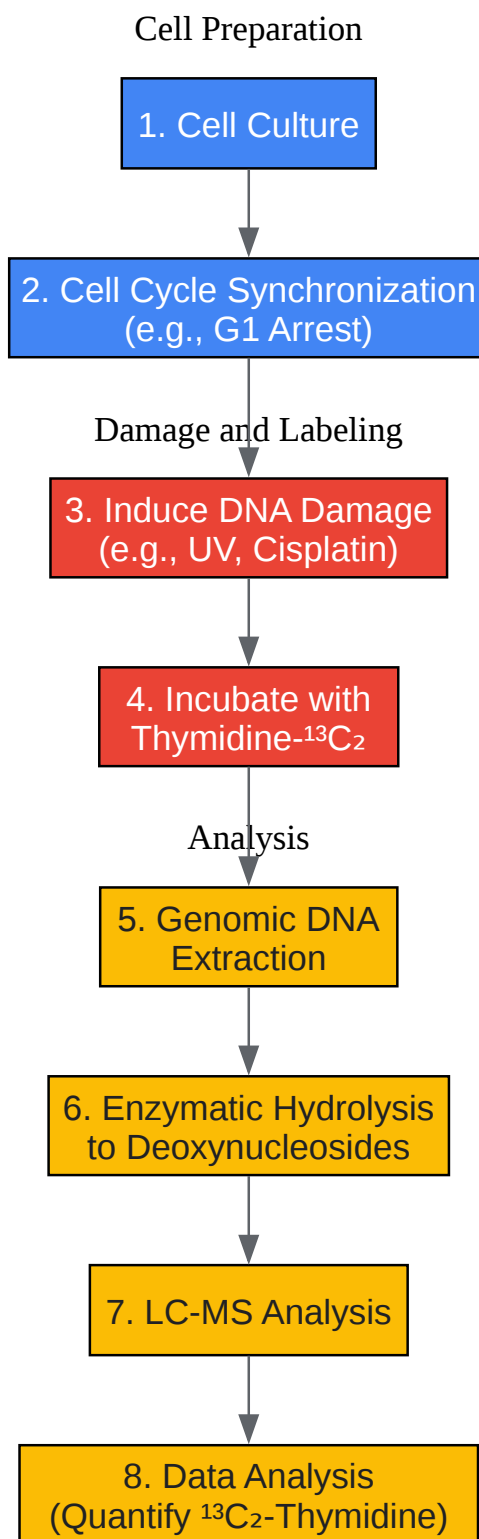 Cell Preparation
1. Cell Culture
2. Cell Cycle Synchronization
(e.g., G1 Arrest)
Damage and Labeling
3. Induce DNA Damage
(e.g., UV, Cisplatin)
4. Incubate with
Thymidine-¹³C₂
Analysis
5. Genomic DNA
Extraction
6. Enzymatic Hydrolysis
to Deoxynucleosides
7. LC-MS Analysis
8. Data Analysis
(Quantify ¹³C₂-Thymidine)